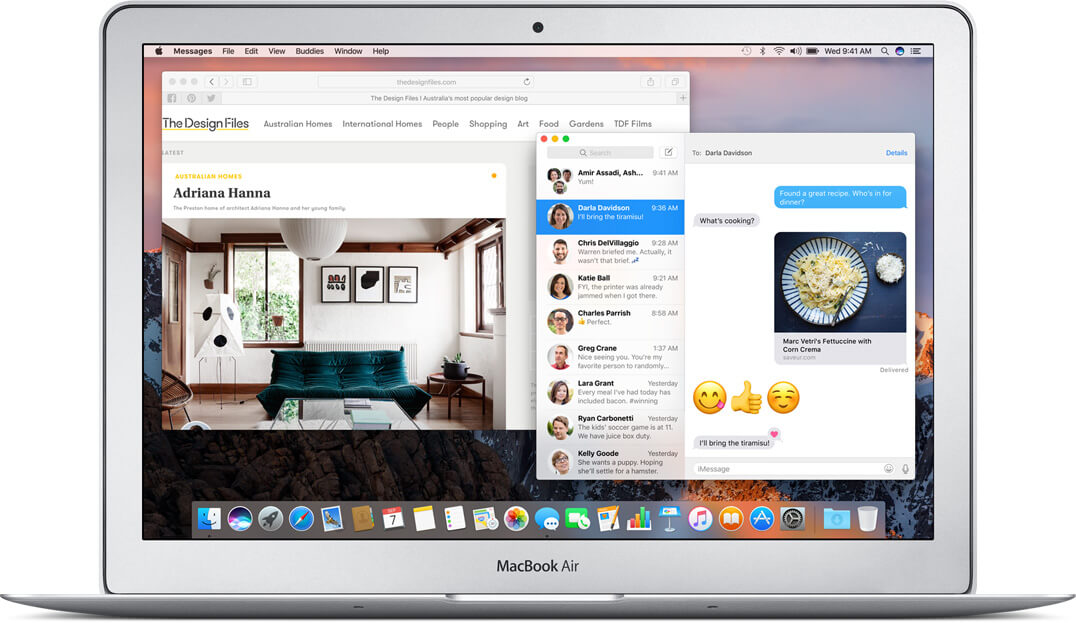 Messages File Edit View Buddies Window Help
Wed 9:41 AM
thedesignfiles.com
The Design Files | Australia's most popular design blog
The Design Files
Australian Homes International Homes People Shopping Art Food Gardens TDF Films
LATEST
AUSTRALIAN HOMES
Adriana Hanna
The Preston home of architect Adriana Hanna and her young family.
Search
Amir Assadi, Ash... 9:41 AM
Yum!
Darla Davidson 9:36 AM
I'll bring the tiramisu!
Chris DelVillaggio 9:28 AM
Warren briefed me. Actually, it
wasn't that brief. 💤
Katie Ball 9:21 AM
FYI, the printer was already
jammed when I got there.
Charles Parrish 8:58 AM
👍 Perfect.
Greg Crane 1:37 AM
Nice seeing you. You're my
favorite person to randomly...
Lara Grant Yesterday
Every meal I've had today has
included bacon. #winning
Ryan Carbonetti Yesterday
The kids' soccer game is at 11.
We have juice box duty.
Kelly Goode Yesterday
She wants a puppy. Hoping
she'll settle for a hamster.
To: Darla Davidson Details
Found a great recipe. Who's in for
dinner?
What's cooking?
Marc Vetri's Fettuccine with
Corn Crema
saveur.com
Delivered
😋👍☺️
I'll bring the tiramisu!
iMessage
7
MacBook Air